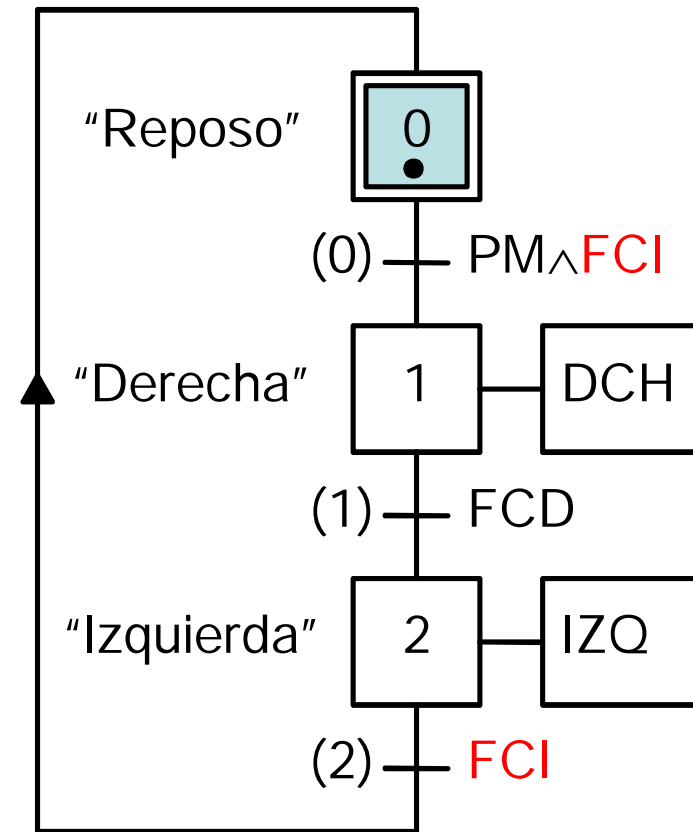 “Reposo” 0
(0) PM∧FCI
“Derecha” 1 DCH
(1) FCD
“Izquierda” 2 IZQ
(2) FCI